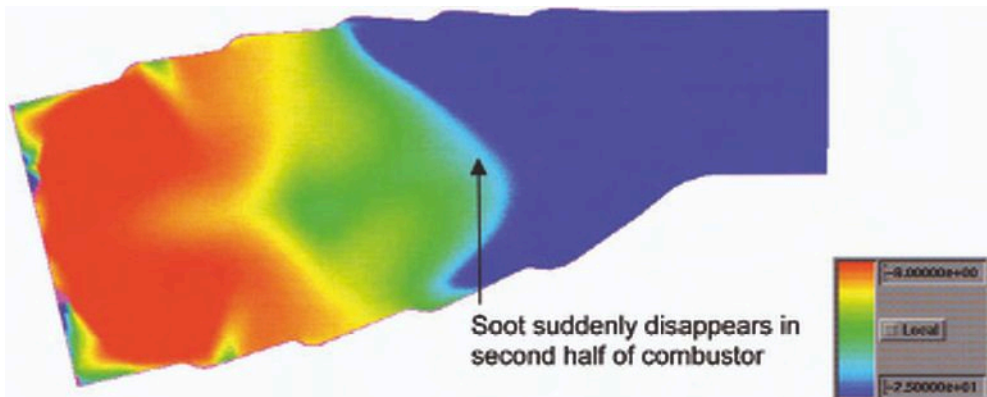 Soot suddenly disappears in
second half of combustor
-8.00000e+00
Local
-2.50000e+01